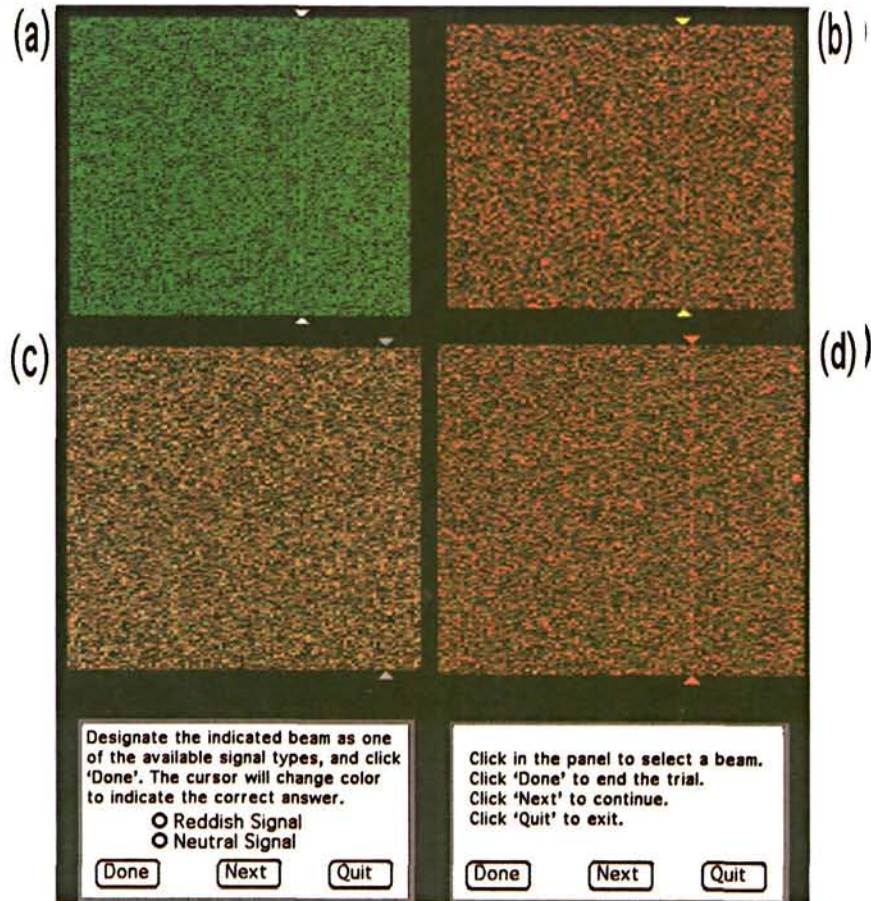 (a)
(b)
(c)
(d)
Designate the indicated beam as one
of the available signal types, and click
'Done'. The cursor will change color
to indicate the correct answer.
Reddish Signal
Neutral Signal
Done Next Quit
Click in the panel to select a beam.
Click 'Done' to end the trial.
Click 'Next' to continue.
Click 'Quit' to exit.
Done Next Quit